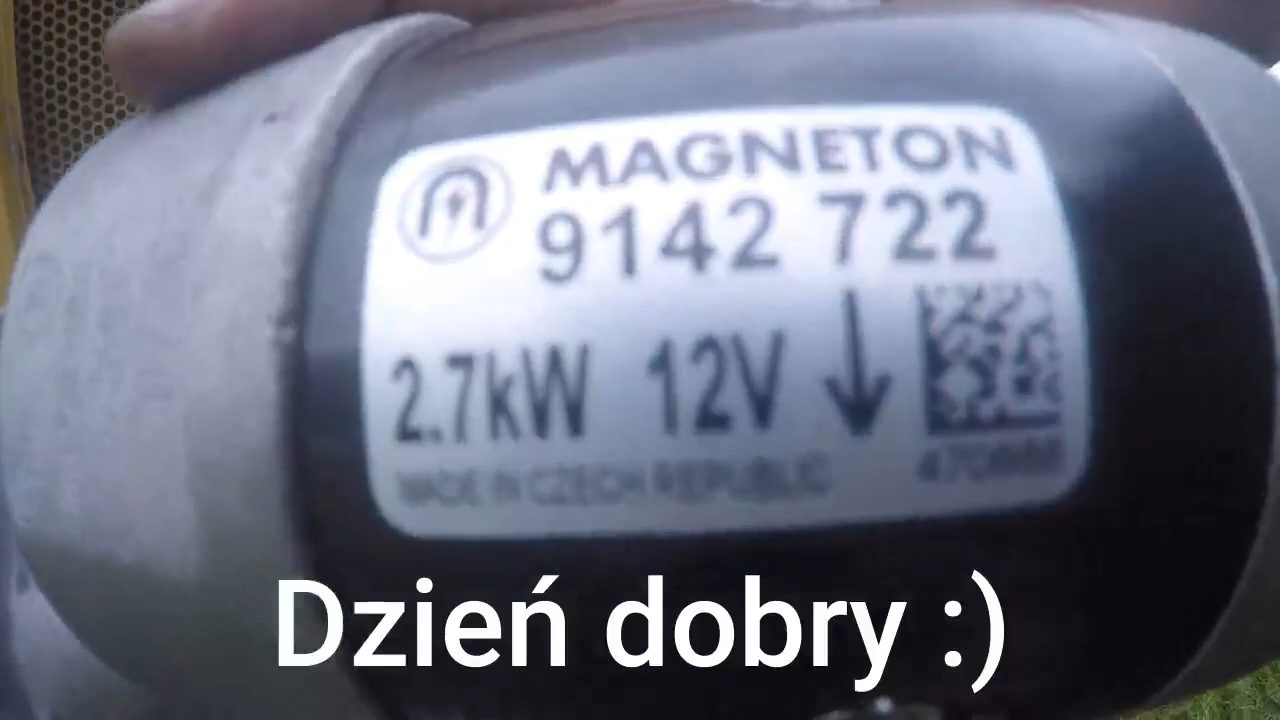 MAGNETON
9142 722
2.7kW 12V
MADE IN CZECH REPUBLIC
Dzień dobry :)